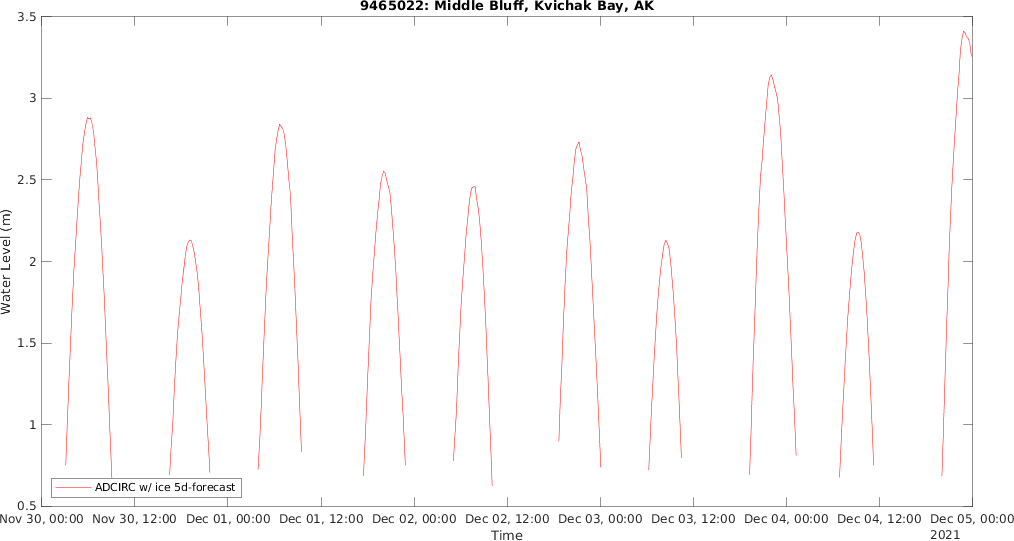 9465022: Middle Bluff, Kvichak Bay, AK
3.5
3
2.5
2
1.5
1
0.5
Water Level (m)
ADCIRC w/ ice 5d-forecast
Nov 30, 00:00 Nov 30, 12:00 Dec 01, 00:00 Dec 01, 12:00 Dec 02, 00:00 Dec 02, 12:00 Dec 03, 00:00 Dec 03, 12:00 Dec 04, 00:00 Dec 04, 12:00 Dec 05, 00:00
Time
2021